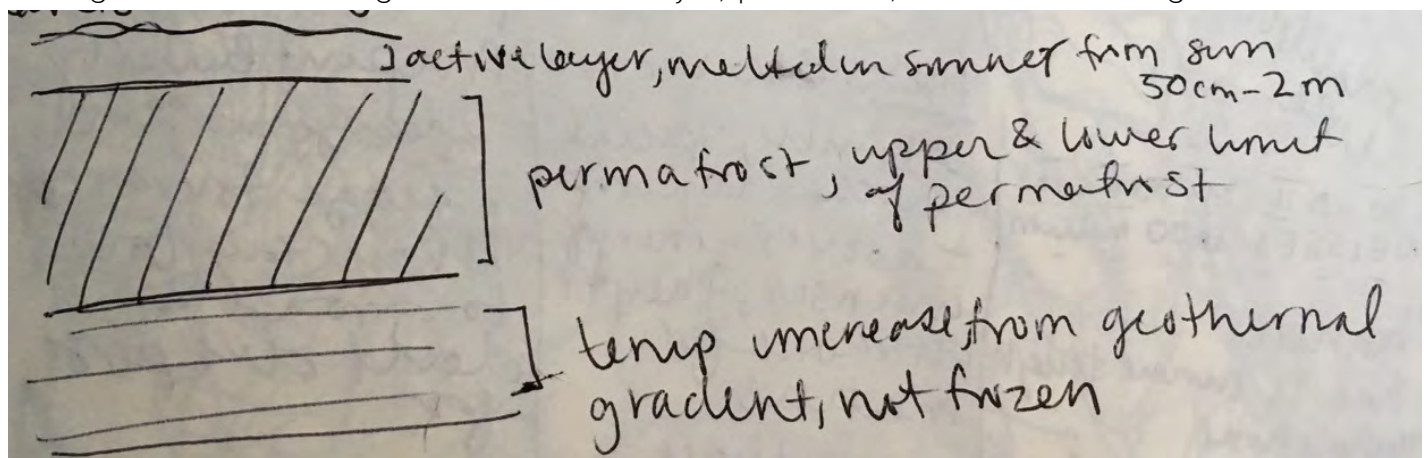 active layer, melted in summer from sun
50cm-2m
permafrost, upper & lower limit
of permafrost
temp increase, from geothermal
gradient, not frozen